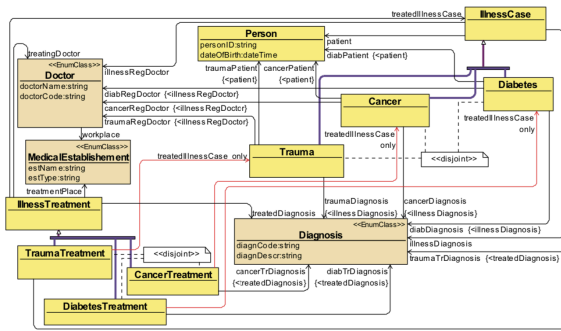 treatedIllnessCase
IllnessCase
Person
personID:string
dateOfBirth:dateTime
patient
diabPatient {<patient}
treatingDoctor
<<EnumClass>>
Doctor
doctorName:string
doctorCode:string
illnessRegDoctor
traumaPatient
{<patient}
cancerPatient
{<patient}
diabRegDoctor {<illnessRegDoctor}
cancerRegDoctor {<illnessRegDoctor}
traumaRegDoctor {<illnessRegDoctor}
Cancer
Diabetes
treatedIllnessCase
only
treatedIllnessCase
only
workplace
<<EnumClass>>
MedicalEstablishement
estName:string
estType:string
treatedIllnessCase only
Trauma
<<disjoint>>
treatmentPlace
IllnessTreatment
treatedDiagnosis
traumaDiagnosis
{<illnessDiagnosis}
cancerDiagnosis
{<illnessDiagnosis}
<<EnumClass>>
Diagnosis
diagnCode:string
diagnDescr:string
diabDiagnosis {<illnessDiagnosis}
illnessDiagnosis
traumaTrDiagnosis {<treatedDiagnosis}
TraumaTreatment
<<disjoint>>
CancerTreatment
cancerTrDiagnosis
{<treatedDiagnosis}
diabTrDiagnosis
{<treatedDiagnosis}
DiabetesTreatment